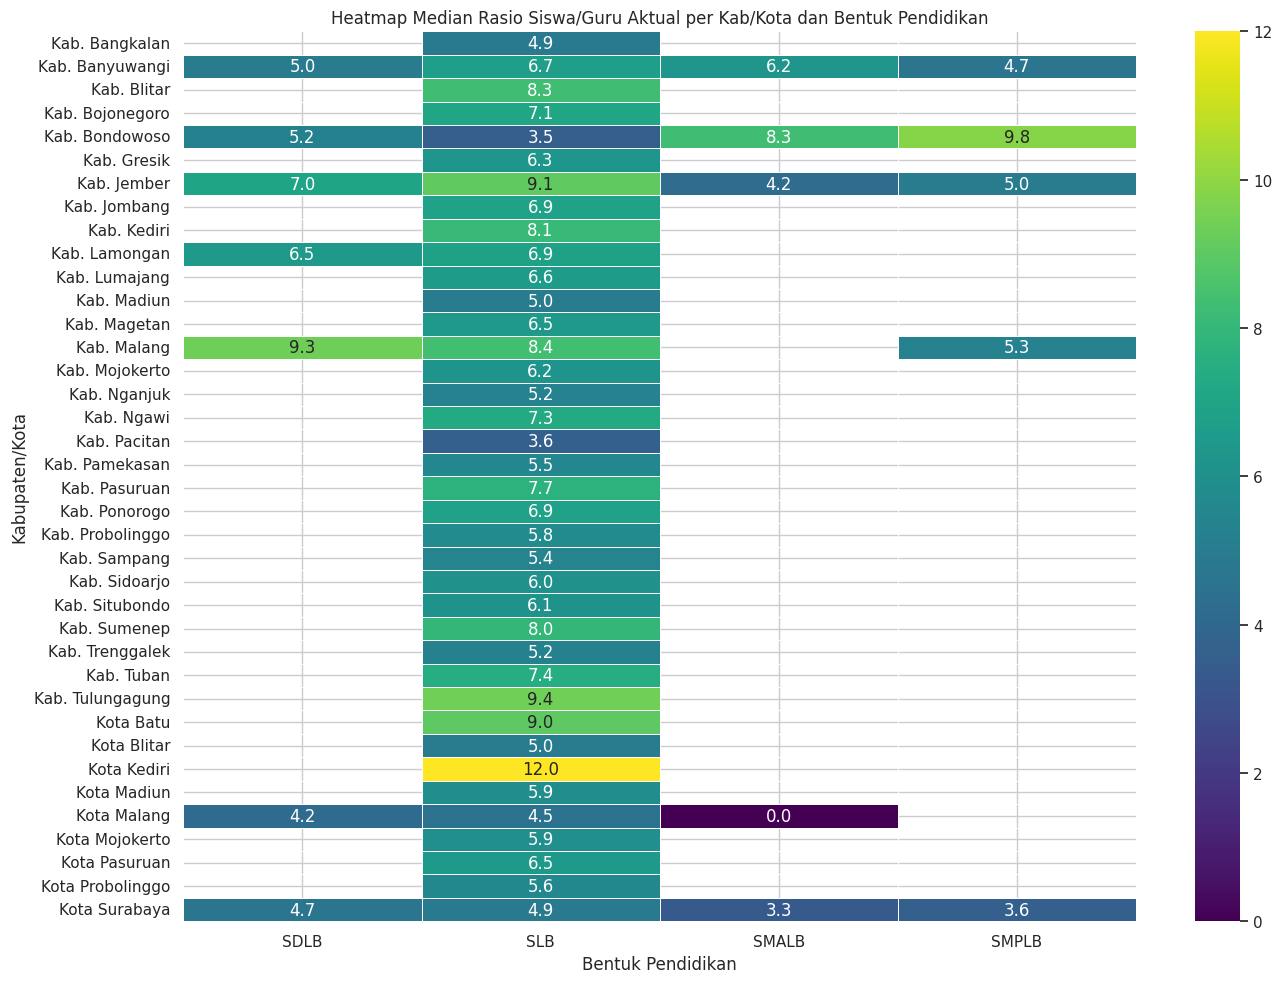 Heatmap Median Rasio Siswa/Guru Aktual per Kab/Kota dan Bentuk Pendidikan
Kab. Bangkalan 4.9
Kab. Banyuwangi 5.0 6.7 6.2 4.7
Kab. Blitar 8.3
Kab. Bojonegoro 7.1
Kab. Bondowoso 5.2 3.5 8.3 9.8
Kab. Gresik 6.3
Kab. Jember 7.0 9.1 4.2 5.0
Kab. Jombang 6.9
Kab. Kediri 8.1
Kab. Lamongan 6.5 6.9
Kab. Lumajang 6.6
Kab. Madiun 5.0
Kab. Magetan 6.5
Kab. Malang 9.3 8.4 5.3
Kab. Mojokerto 6.2
Kab. Nganjuk 5.2
Kab. Ngawi 7.3
Kab. Pacitan 3.6
Kab. Pamekasan 5.5
Kab. Pasuruan 7.7
Kab. Ponorogo 6.9
Kab. Probolinggo 5.8
Kab. Sampang 5.4
Kab. Sidoarjo 6.0
Kab. Situbondo 6.1
Kab. Sumenep 8.0
Kab. Trenggalek 5.2
Kab. Tuban 7.4
Kab. Tulungagung 9.4
Kota Batu 9.0
Kota Blitar 5.0
Kota Kediri 12.0
Kota Madiun 5.9
Kota Malang 4.2 4.5 0.0
Kota Mojokerto 5.9
Kota Pasuruan 6.5
Kota Probolinggo 5.6
Kota Surabaya 4.7 4.9 3.3 3.6
SDLB SLB SMALB SMPLB
Bentuk Pendidikan
Kabupaten/Kota
12
10
8
6
4
2
0